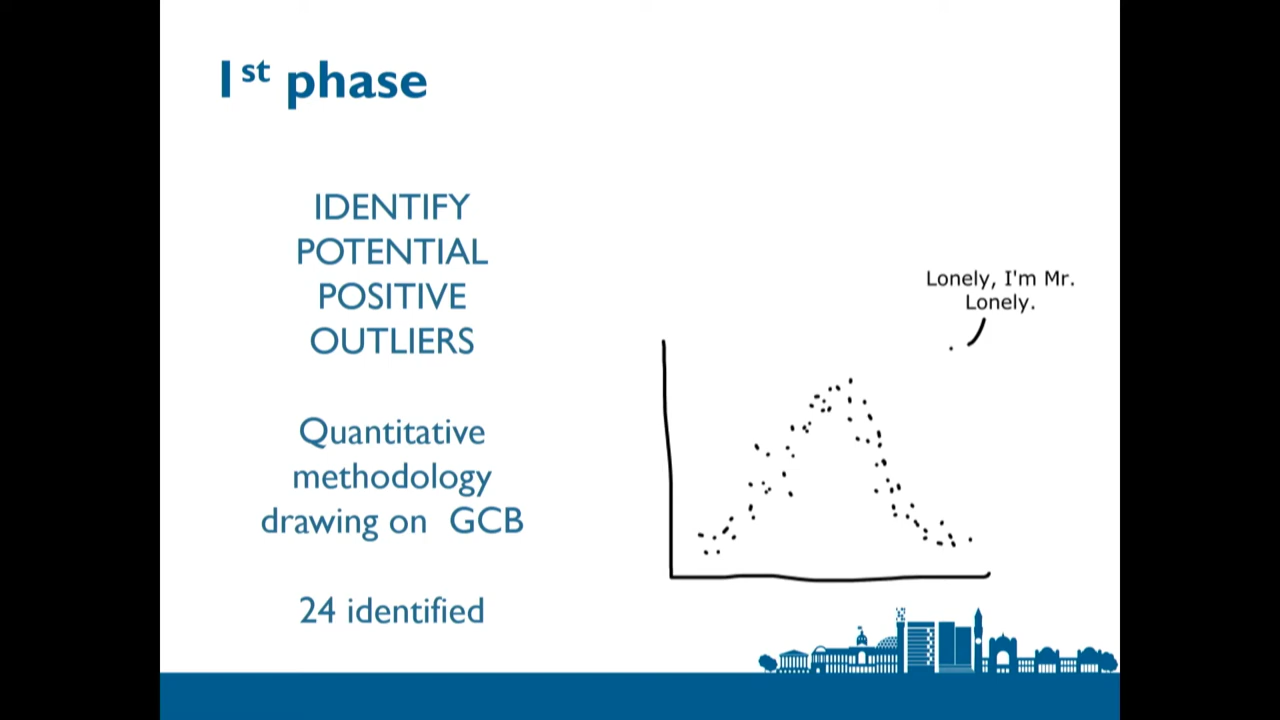 1st phase
IDENTIFY
POTENTIAL
POSITIVE
OUTLIERS
Quantitative
methodology
drawing on GCB
24 identified
Lonely, I'm Mr.
Lonely.